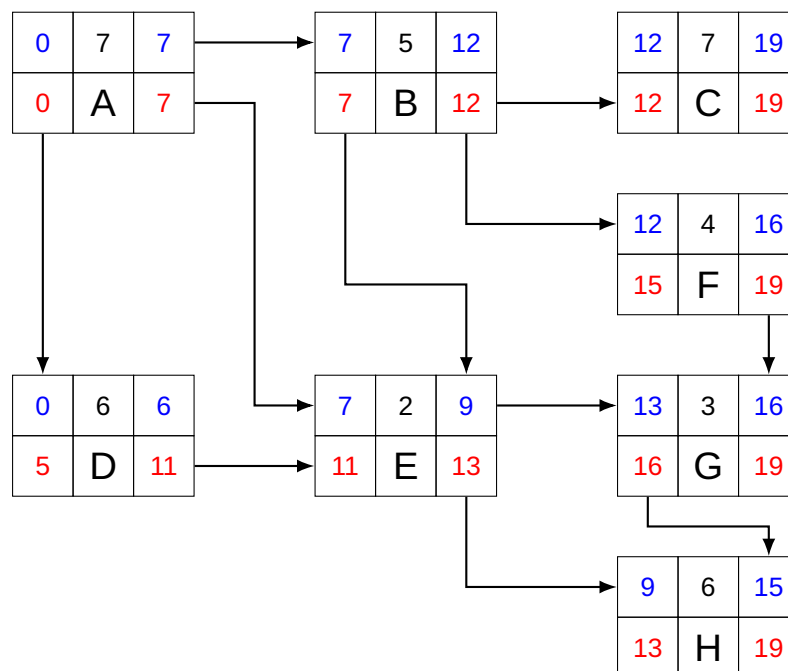 0 7 7
0 A 7
7 5 12
7 B 12
12 7 19
12 C 19
12 4 16
15 F 19
0 6 6
5 D 11
7 2 9
11 E 13
13 3 16
16 G 19
9 6 15
13 H 19